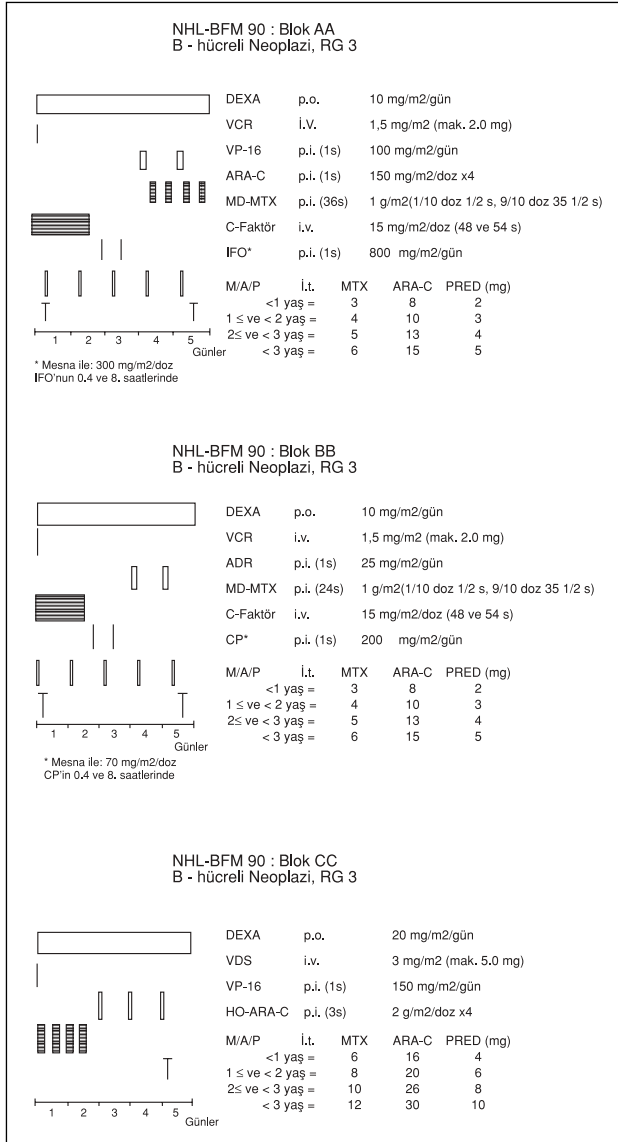 NHL-BFM 90 : Blok AA
B - hücreli Neoplazi, RG 3
DEXA p.o. 10 mg/m2/gün
VCR İ.V. 1,5 mg/m2 (mak. 2.0 mg)
VP-16 p.i. (1s) 100 mg/m2/gün
ARA-C p.i. (1s) 150 mg/m2/doz x4
MD-MTX p.i. (36s) 1 g/m2(1/10 doz 1/2 s, 9/10 doz 35 1/2 s)
C-Faktör i.v. 15 mg/m2/doz (48 ve 54 s)
IFO* p.i. (1s) 800 mg/m2/gün
M/A/P İ.t. MTX ARA-C PRED (mg)
<1 yaş = 3 8 2
1 ≤ ve < 2 yaş = 4 10 3
2≤ ve < 3 yaş = 5 13 4
< 3 yaş = 6 15 5
1 2 3 4 5
Günler
* Mesna ile: 300 mg/m2/doz
IFO'nun 0.4 ve 8. saatlerinde
NHL-BFM 90 : Blok BB
B - hücreli Neoplazi, RG 3
DEXA p.o. 10 mg/m2/gün
VCR i.v. 1,5 mg/m2 (mak. 2.0 mg)
ADR p.i. (1s) 25 mg/m2/gün
MD-MTX p.i. (24s) 1 g/m2(1/10 doz 1/2 s, 9/10 doz 35 1/2 s)
C-Faktör i.v. 15 mg/m2/doz (48 ve 54 s)
CP* p.i. (1s) 200 mg/m2/gün
M/A/P İ.t. MTX ARA-C PRED (mg)
<1 yaş = 3 8 2
1 ≤ ve < 2 yaş = 4 10 3
2≤ ve < 3 yaş = 5 13 4
< 3 yaş = 6 15 5
1 2 3 4 5
Günler
* Mesna ile: 70 mg/m2/doz
CP'in 0.4 ve 8. saatlerinde
NHL-BFM 90 : Blok CC
B - hücreli Neoplazi, RG 3
DEXA p.o. 20 mg/m2/gün
VDS i.v. 3 mg/m2 (mak. 5.0 mg)
VP-16 p.i. (1s) 150 mg/m2/gün
HO-ARA-C p.i. (3s) 2 g/m2/doz x4
M/A/P İ.t. MTX ARA-C PRED (mg)
<1 yaş = 6 16 4
1 ≤ ve < 2 yaş = 8 20 6
2≤ ve < 3 yaş = 10 26 8
< 3 yaş = 12 30 10
1 2 3 4 5
Günler